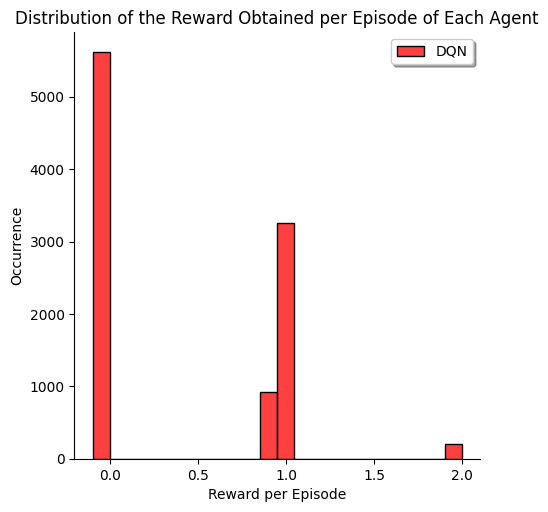 Distribution of the Reward Obtained per Episode of Each Agent
DQN
5000
4000
3000
2000
1000
0
0.0 0.5 1.0 1.5 2.0
Occurrence
Reward per Episode